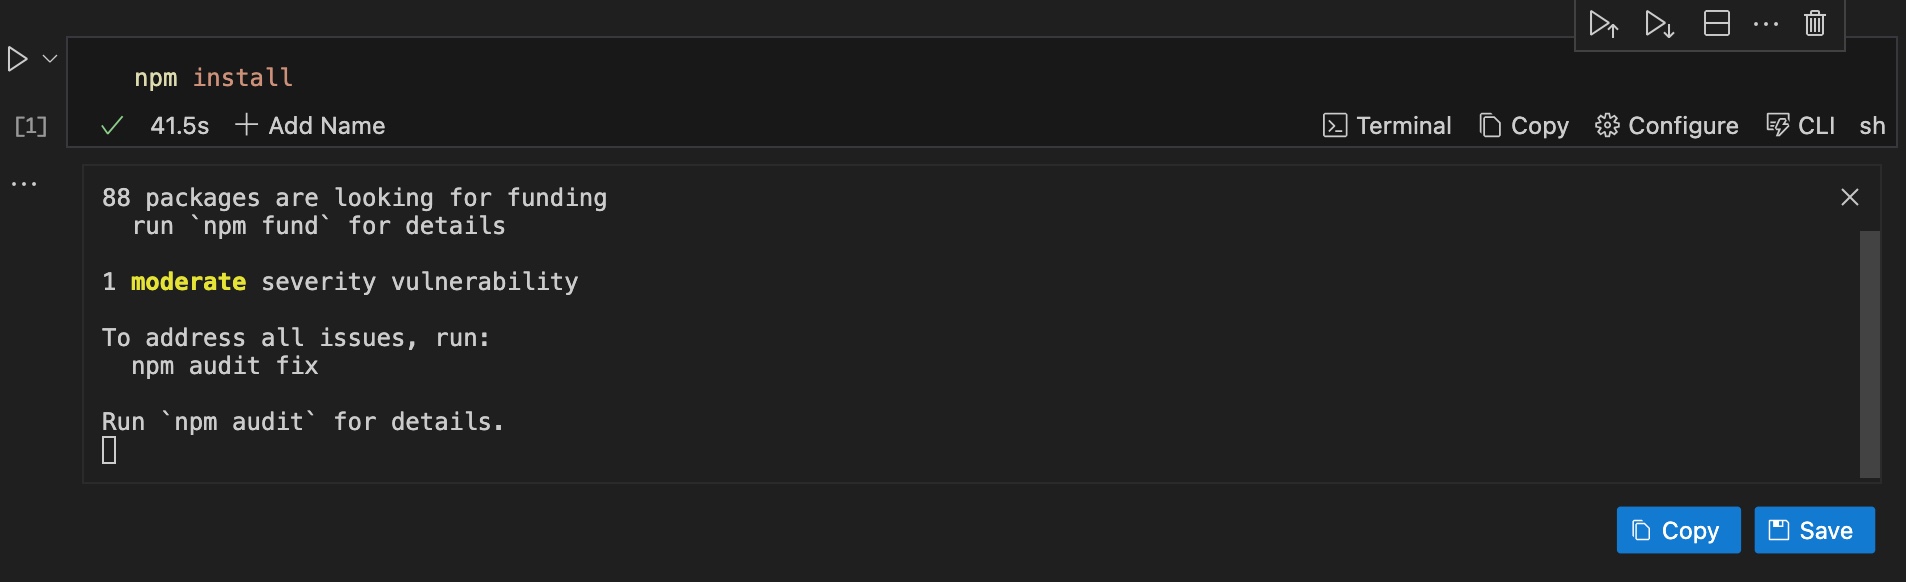 npm install
[1]
41.5s
Add Name
Terminal
Copy
Configure
CLI
sh
88 packages are looking for funding
run `npm fund` for details
1 moderate severity vulnerability
To address all issues, run:
npm audit fix
Run `npm audit` for details.
Copy
Save